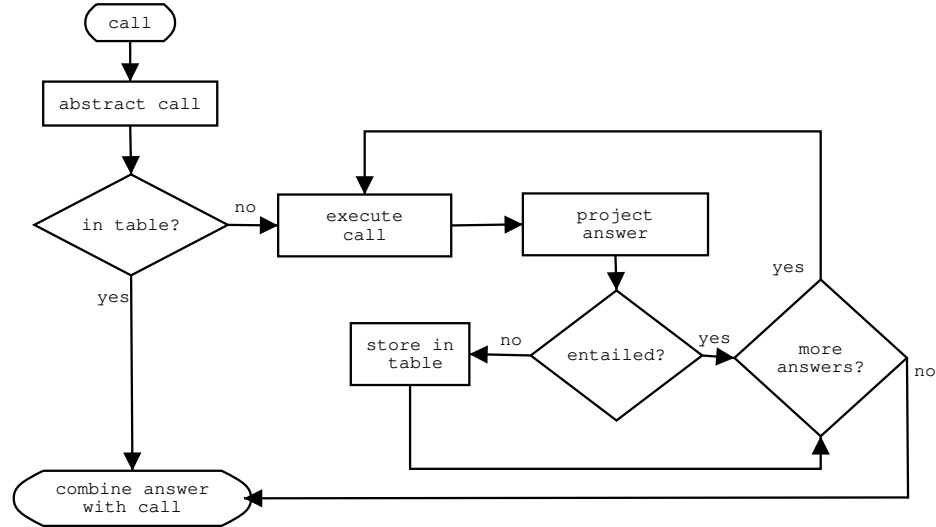 call
abstract call
in table?
no
yes
execute
call
project
answer
entailed?
no
yes
store in
table
more
answers?
yes
no
combine answer
with call